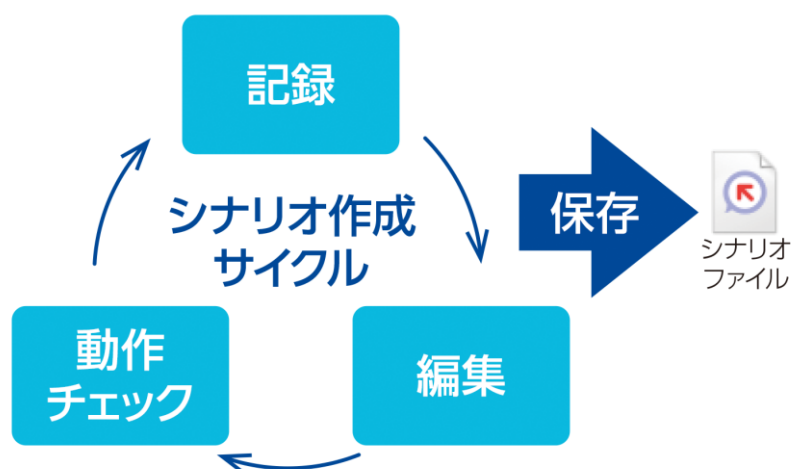 記録
シナリオ作成
サイクル
保存
シナリオ
ファイル
動作
チェック
編集